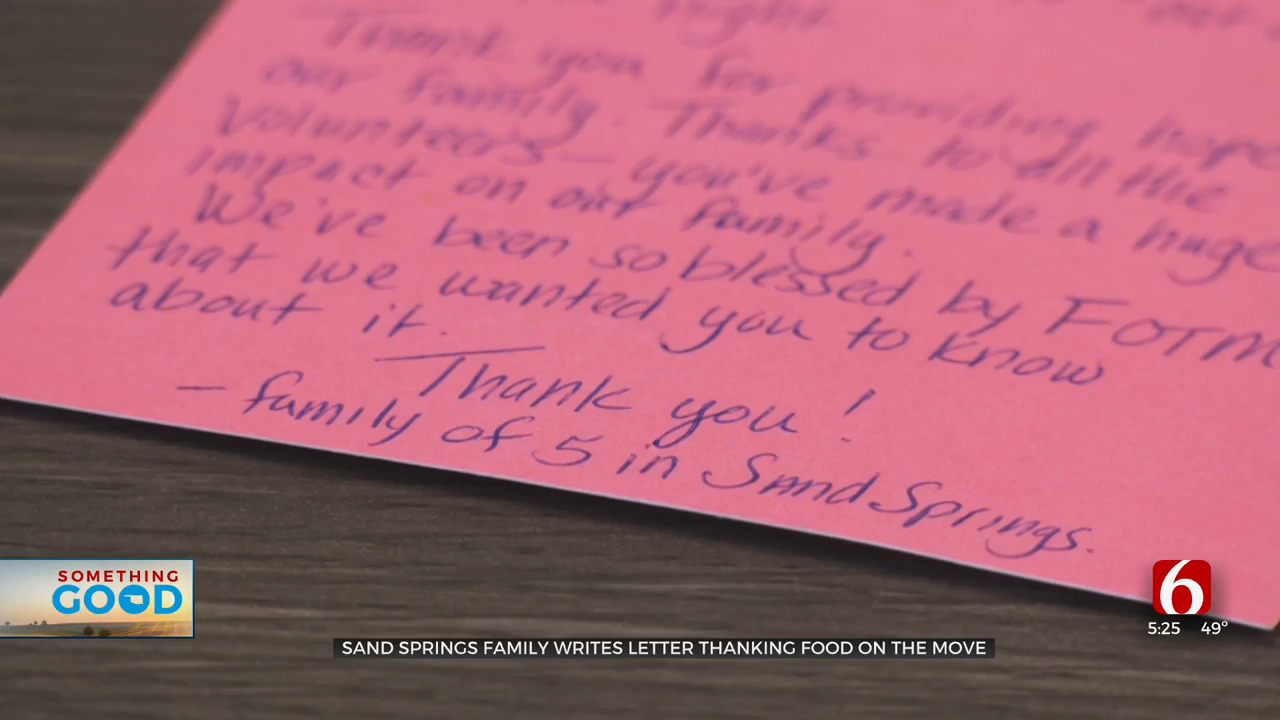 right
Thank you for providing hope
our family. Thanks to all the
Volunteers — you've made a huge
impact on our family.
We've been so blessed by FOTM
that we wanted you to know
about it.
Thank you!
— family of 5 in Sand Springs.
SOMETHING
GOOD
6
5:25 49°
SAND SPRINGS FAMILY WRITES LETTER THANKING FOOD ON THE MOVE